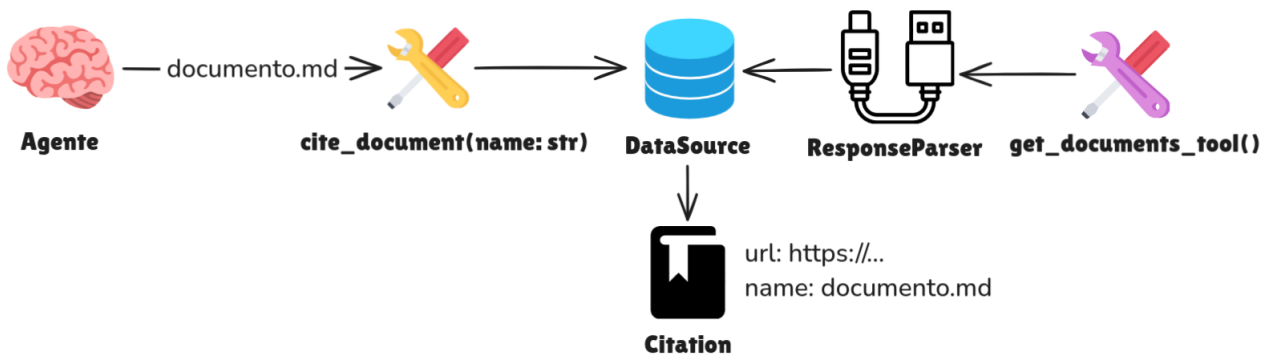 documento.md
Agente
cite_document(name: str)
DataSource
ResponseParser
get_documents_tool()
url: https://...
name: documento.md
Citation